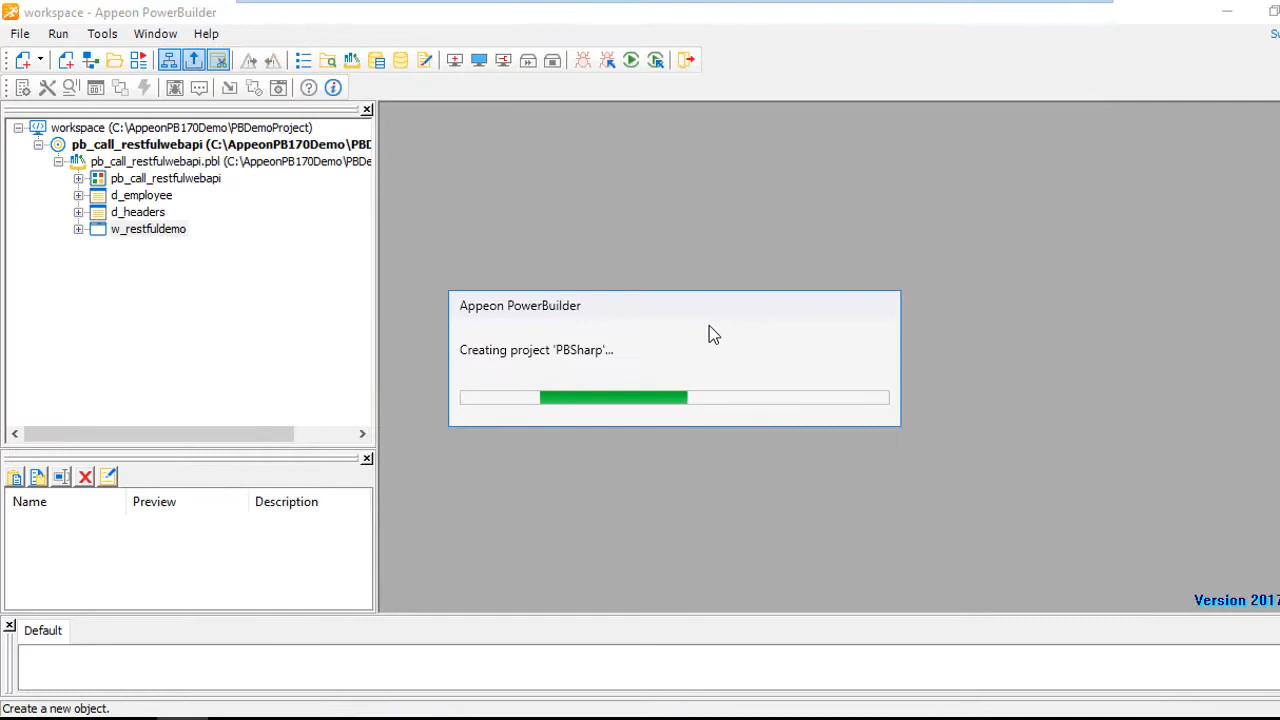 workspace - Appeon PowerBuilder
File Run Tools Window Help
workspace (C:\AppeonPB170Demo\PBDemoProject)
pb_call_restfulwebapi (C:\AppeonPB170Demo\PBD
pb_call_restfulwebapi.pbl (C:\AppeonPB170Demo\PBDe
pb_call_restfulwebapi
d_employee
d_headers
w_restfuldemo
Appeon PowerBuilder
Creating project 'PBSharp'...
Name Preview Description
Version 2017
Default
Create a new object.